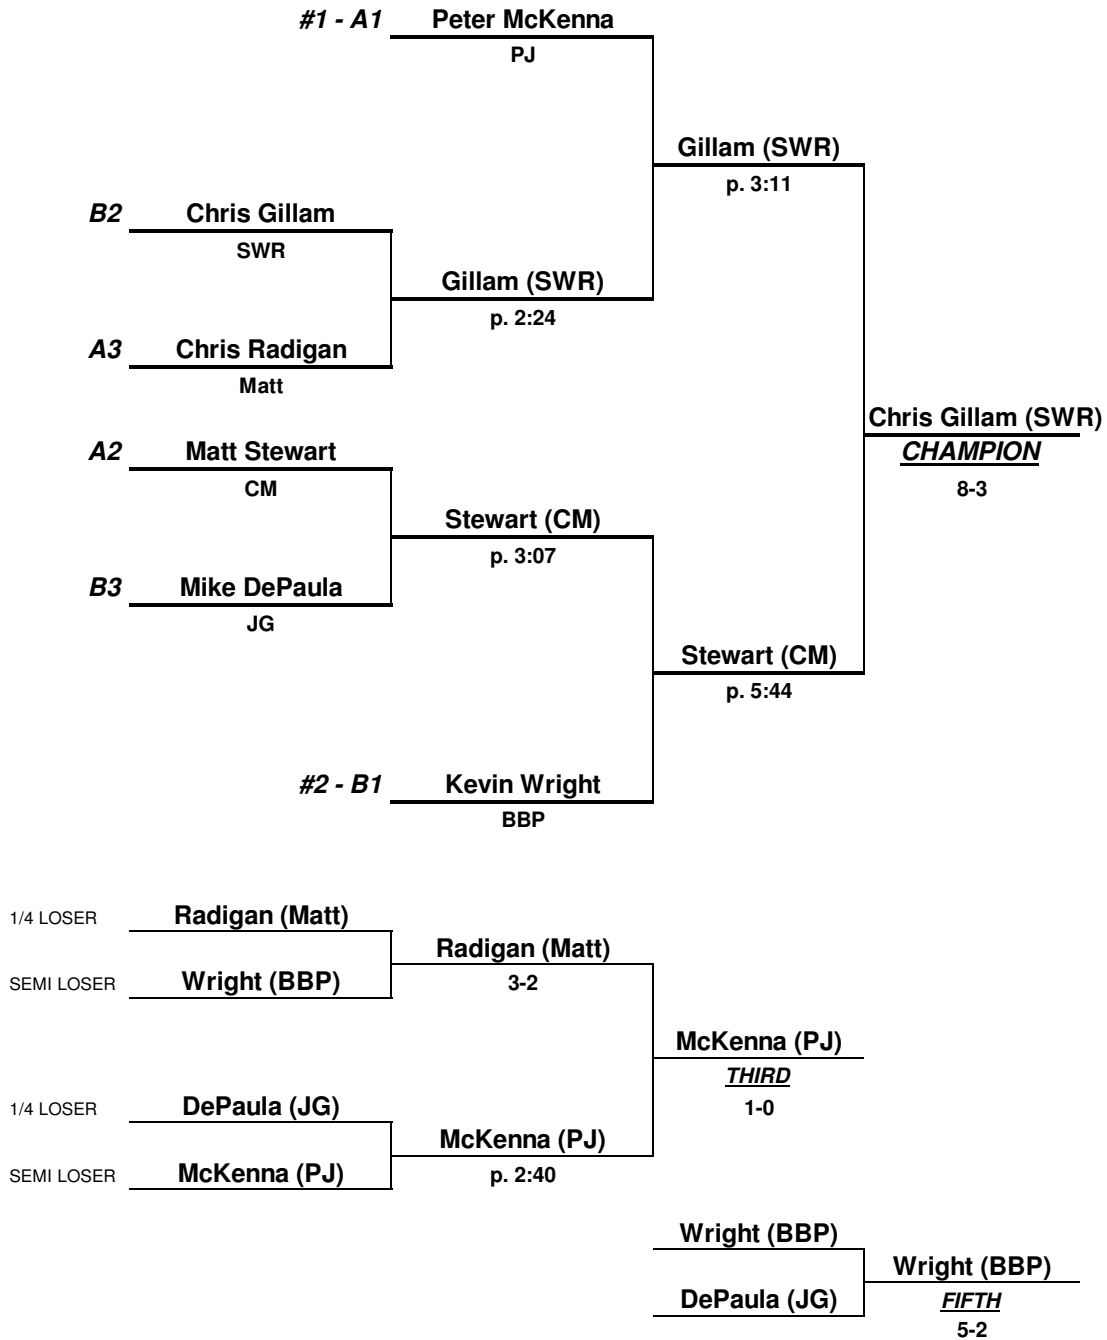 #1 - A1 Peter McKenna
PJ
Gillam (SWR)
p. 3:11
B2 Chris Gillam
SWR
Gillam (SWR)
p. 2:24
A3 Chris Radigan
Matt
Chris Gillam (SWR)
CHAMPION
8-3
A2 Matt Stewart
CM
Stewart (CM)
p. 3:07
B3 Mike DePaula
JG
Stewart (CM)
p. 5:44
#2 - B1 Kevin Wright
BBP
1/4 LOSER Radigan (Matt)
Radigan (Matt)
3-2
SEMI LOSER Wright (BBP)
McKenna (PJ)
THIRD
1-0
1/4 LOSER DePaula (JG)
McKenna (PJ)
p. 2:40
SEMI LOSER McKenna (PJ)
Wright (BBP)
Wright (BBP)
FIFTH
5-2
DePaula (JG)